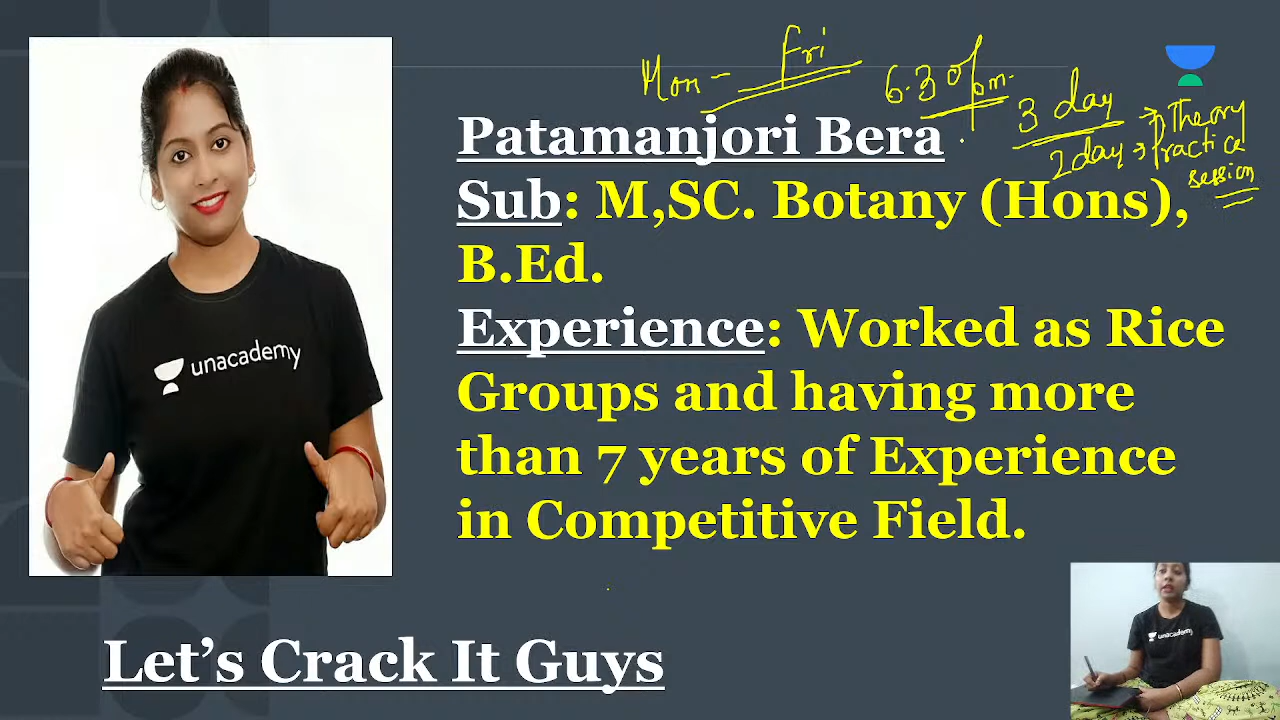 Mon - Fri
6.30 pm.
3 day → Theory
2 day → Practical
session
Patamanjori Bera
Sub: M,SC. Botany (Hons),
B.Ed.
Experience: Worked as Rice
Groups and having more
than 7 years of Experience
in Competitive Field.
unacademy
unacademy
Let's Crack It Guys